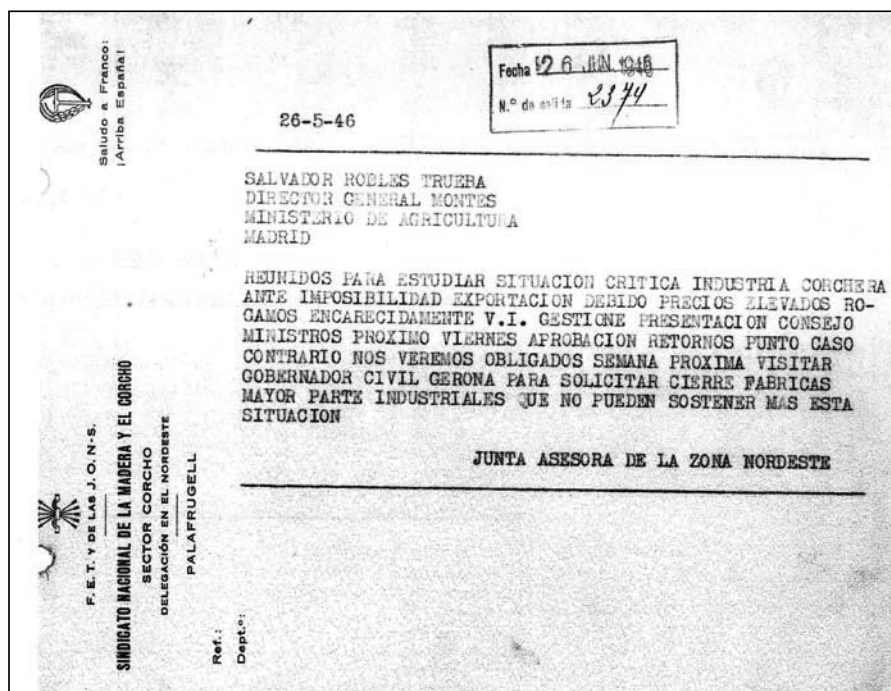 Saludo a Franco:
¡Arriba España!
Fecha 26 JUN 1946
N.º de salida 2374
26-5-46
SALVADOR ROBLES TRUEBA
DIRECTOR GENERAL MONTES
MINISTERIO DE AGRICULTURA
MADRID
REUNIDOS PARA ESTUDIAR SITUACION CRITICA INDUSTRIA CORCHERA
ANTE IMPOSIBILIDAD EXPORTACION DEBIDO PRECIOS ELEVADOS RO-
GAMOS ENCARECIDAMENTE V.I. GESTIONE PRESENTACION CONSEJO
MINISTROS PROXIMO VIERNES APROBACION RETORNOS PUNTO CASO
CONTRARIO NOS VEREMOS OBLIGADOS SEMANA PROXIMA VISITAR
GOBERNADOR CIVIL GERONA PARA SOLICITAR CIERRE FABRICAS
MAYOR PARTE INDUSTRIALES QUE NO PUEDEN SOSTENER MAS ESTA
SITUACION
JUNTA ASESORA DE LA ZONA NORDESTE
F. E. T. Y DE LAS J. O. N-S.
SINDICATO NACIONAL DE LA MADERA Y EL CORCHO
SECTOR CORCHO
DELEGACIÓN EN EL NORDESTE
PALAFRUGELL
Ref.:
Dept.º: